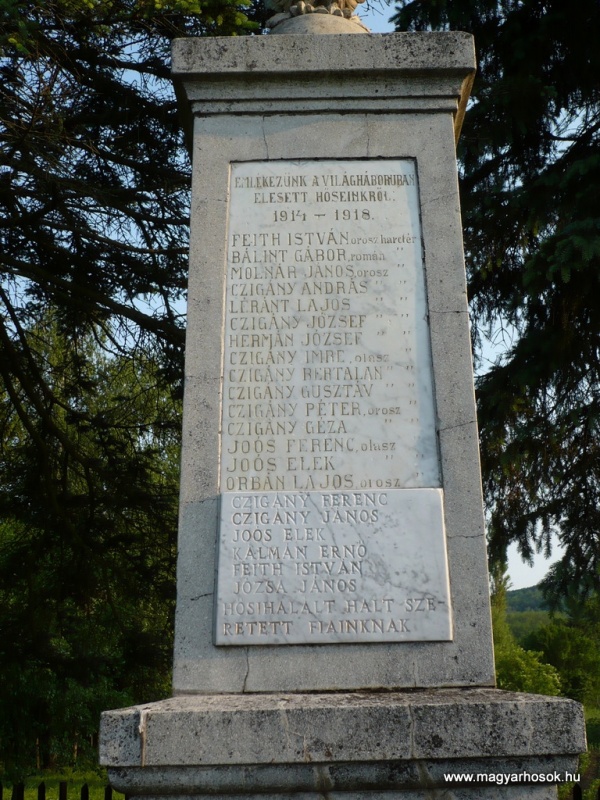 EMLÉKEZÜNK A VILÁGHÁBORUBAN
ELESETT HŐSEINKRŐL.
1914 – 1918.
FEITH ISTVÁN orosz harctér
BÁLINT GÁBOR, román "
MOLNÁR JÁNOS, orosz "
CZIGÁNY ANDRÁS " "
LÉRÁNT LAJOS " "
CZIGÁNY JÓZSEF " "
HERMÁN JÓZSEF " "
CZIGÁNY IMRE, olasz "
CZIGÁNY BERTALAN " "
CZIGÁNY GUSZTÁV " "
CZIGÁNY PÉTER, orosz "
CZIGÁNY GÉZA " "
JOÓS FERENC, olasz "
JOÓS ELEK " "
ORBÁN LAJOS, orosz "
CZIGÁNY FERENC
CZIGÁNY JÁNOS
JOÓS ELEK
KÁLMÁN ERNŐ
FEITH ISTVÁN
JÓZSA JÁNOS
HŐSIHALÁLT HALT SZE
RETETT FIAINKNAK.
www.magyarhosok.hu